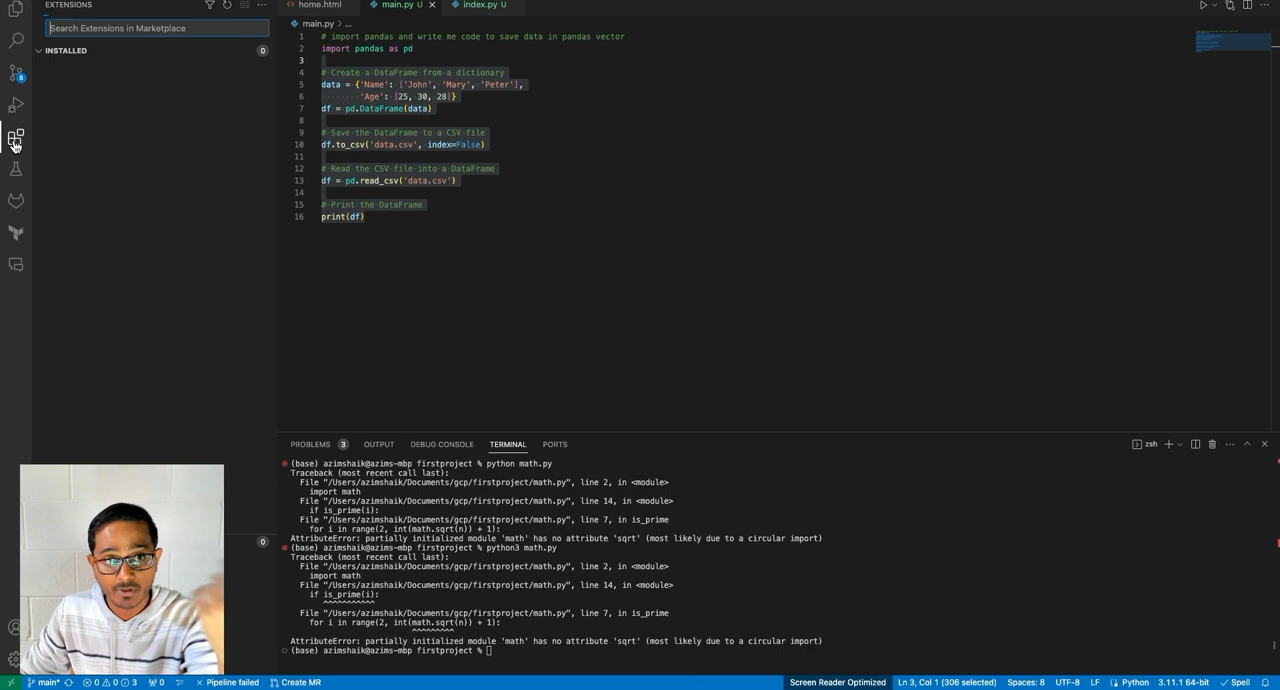 EXTENSIONS
Search Extensions in Marketplace
INSTALLED 0
5
0
home.html main.py U index.py U
main.py > ...
1 # import pandas and write me code to save data in pandas vector
2 import pandas as pd
3
4 # Create a DataFrame from a dictionary
5 data = {'Name': ['John', 'Mary', 'Peter'],
6 'Age': [25, 30, 28]}
7 df = pd.DataFrame(data)
8
9 # Save the DataFrame to a CSV file
10 df.to_csv('data.csv', index=False)
11
12 # Read the CSV file into a DataFrame
13 df = pd.read_csv('data.csv')
14
15 # Print the DataFrame
16 print(df)
PROBLEMS 3 OUTPUT DEBUG CONSOLE TERMINAL PORTS zsh
(base) azimshaik@azims-mbp firstproject % python math.py
Traceback (most recent call last):
File "/Users/azimshaik/Documents/gcp/firstproject/math.py", line 2, in <module>
import math
File "/Users/azimshaik/Documents/gcp/firstproject/math.py", line 14, in <module>
if is_prime(i):
File "/Users/azimshaik/Documents/gcp/firstproject/math.py", line 7, in is_prime
for i in range(2, int(math.sqrt(n)) + 1):
AttributeError: partially initialized module 'math' has no attribute 'sqrt' (most likely due to a circular import)
(base) azimshaik@azims-mbp firstproject % python3 math.py
Traceback (most recent call last):
File "/Users/azimshaik/Documents/gcp/firstproject/math.py", line 2, in <module>
import math
File "/Users/azimshaik/Documents/gcp/firstproject/math.py", line 14, in <module>
if is_prime(i):
^^^^^^^^^^^
File "/Users/azimshaik/Documents/gcp/firstproject/math.py", line 7, in is_prime
for i in range(2, int(math.sqrt(n)) + 1):
^^^^^^^^^
AttributeError: partially initialized module 'math' has no attribute 'sqrt' (most likely due to a circular import)
(base) azimshaik@azims-mbp firstproject %
main* 0 0 3 0 Pipeline failed Create MR Screen Reader Optimized Ln 3, Col 1 (306 selected) Spaces: 8 UTF-8 LF Python 3.11.1 64-bit Spell